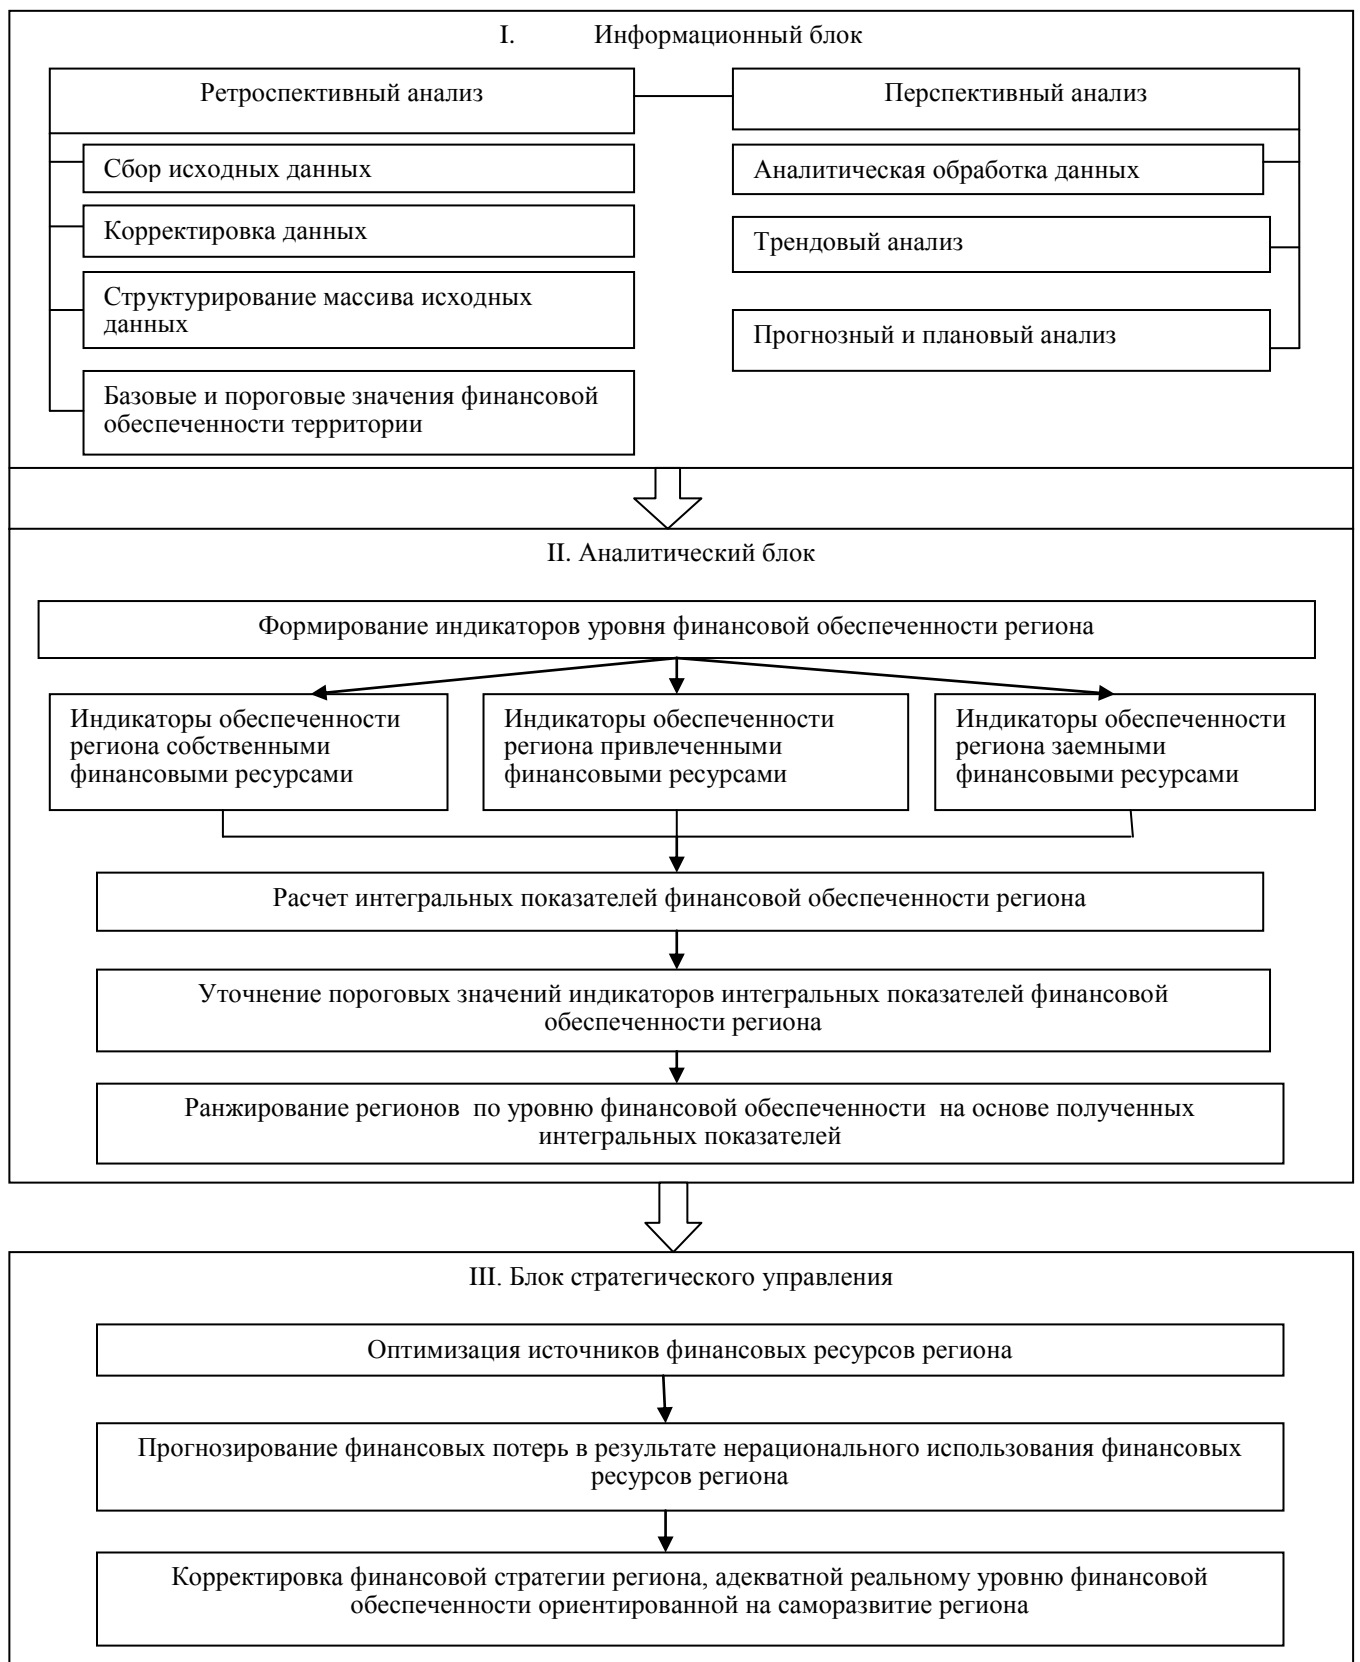 I. Информационный блок
Ретроспективный анализ
Сбор исходных данных
Корректировка данных
Структурирование массива исходных
данных
Базовые и пороговые значения финансовой
обеспеченности территории
Перспективный анализ
Аналитическая обработка данных
Трендовый анализ
Прогнозный и плановый анализ
II. Аналитический блок
Формирование индикаторов уровня финансовой обеспеченности региона
Индикаторы обеспеченности
региона собственными
финансовыми ресурсами
Индикаторы обеспеченности
региона привлеченными
финансовыми ресурсами
Индикаторы обеспеченности
региона заемными
финансовыми ресурсами
Расчет интегральных показателей финансовой обеспеченности региона
Уточнение пороговых значений индикаторов интегральных показателей финансовой
обеспеченности региона
Ранжирование регионов по уровню финансовой обеспеченности на основе полученных
интегральных показателей
III. Блок стратегического управления
Оптимизация источников финансовых ресурсов региона
Прогнозирование финансовых потерь в результате нерационального использования финансовых
ресурсов региона
Корректировка финансовой стратегии региона, адекватной реальному уровню финансовой
обеспеченности ориентированной на саморазвитие региона